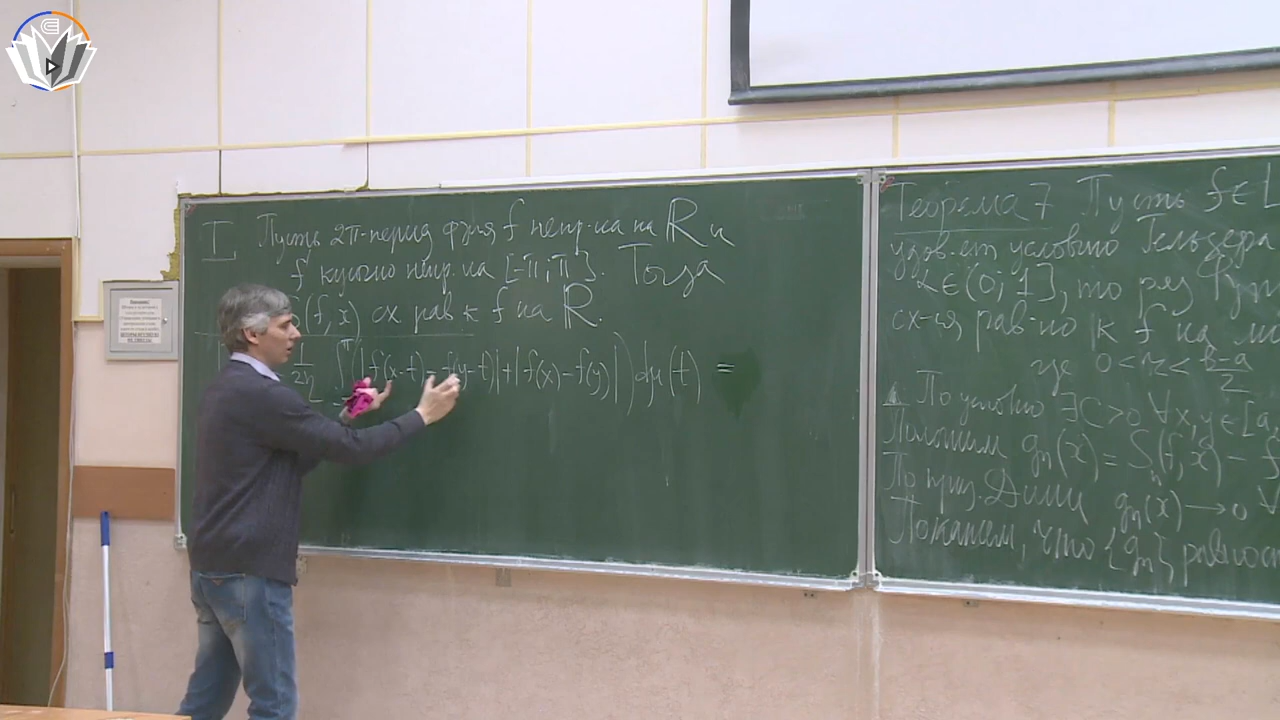 I Пусть 2π-период ф-ия f непр-на на ℝ и
f кусочно непр. на [-π; π]. Тогда
(f, x) сх равн к f на ℝ.
1/2π ∫ (|f(x-t) - f(y-t)| + |f(x) - f(y)|) dμ(t) =
Теорема 7 Пусть f ∈ L
удов-ет условию Гельдера
α ∈ (0; 1], то ряд Фурье
сх-ся рав-но к f на
где 0 < η < b-a/2
По условию ∃C>0 ∀x,y ∈ [a,
Положим gₙ(x) = Sₙ(f, x) - f
По приз. Дини gₙ(x) → 0 ∀
Покажем, что {gₙ} равност